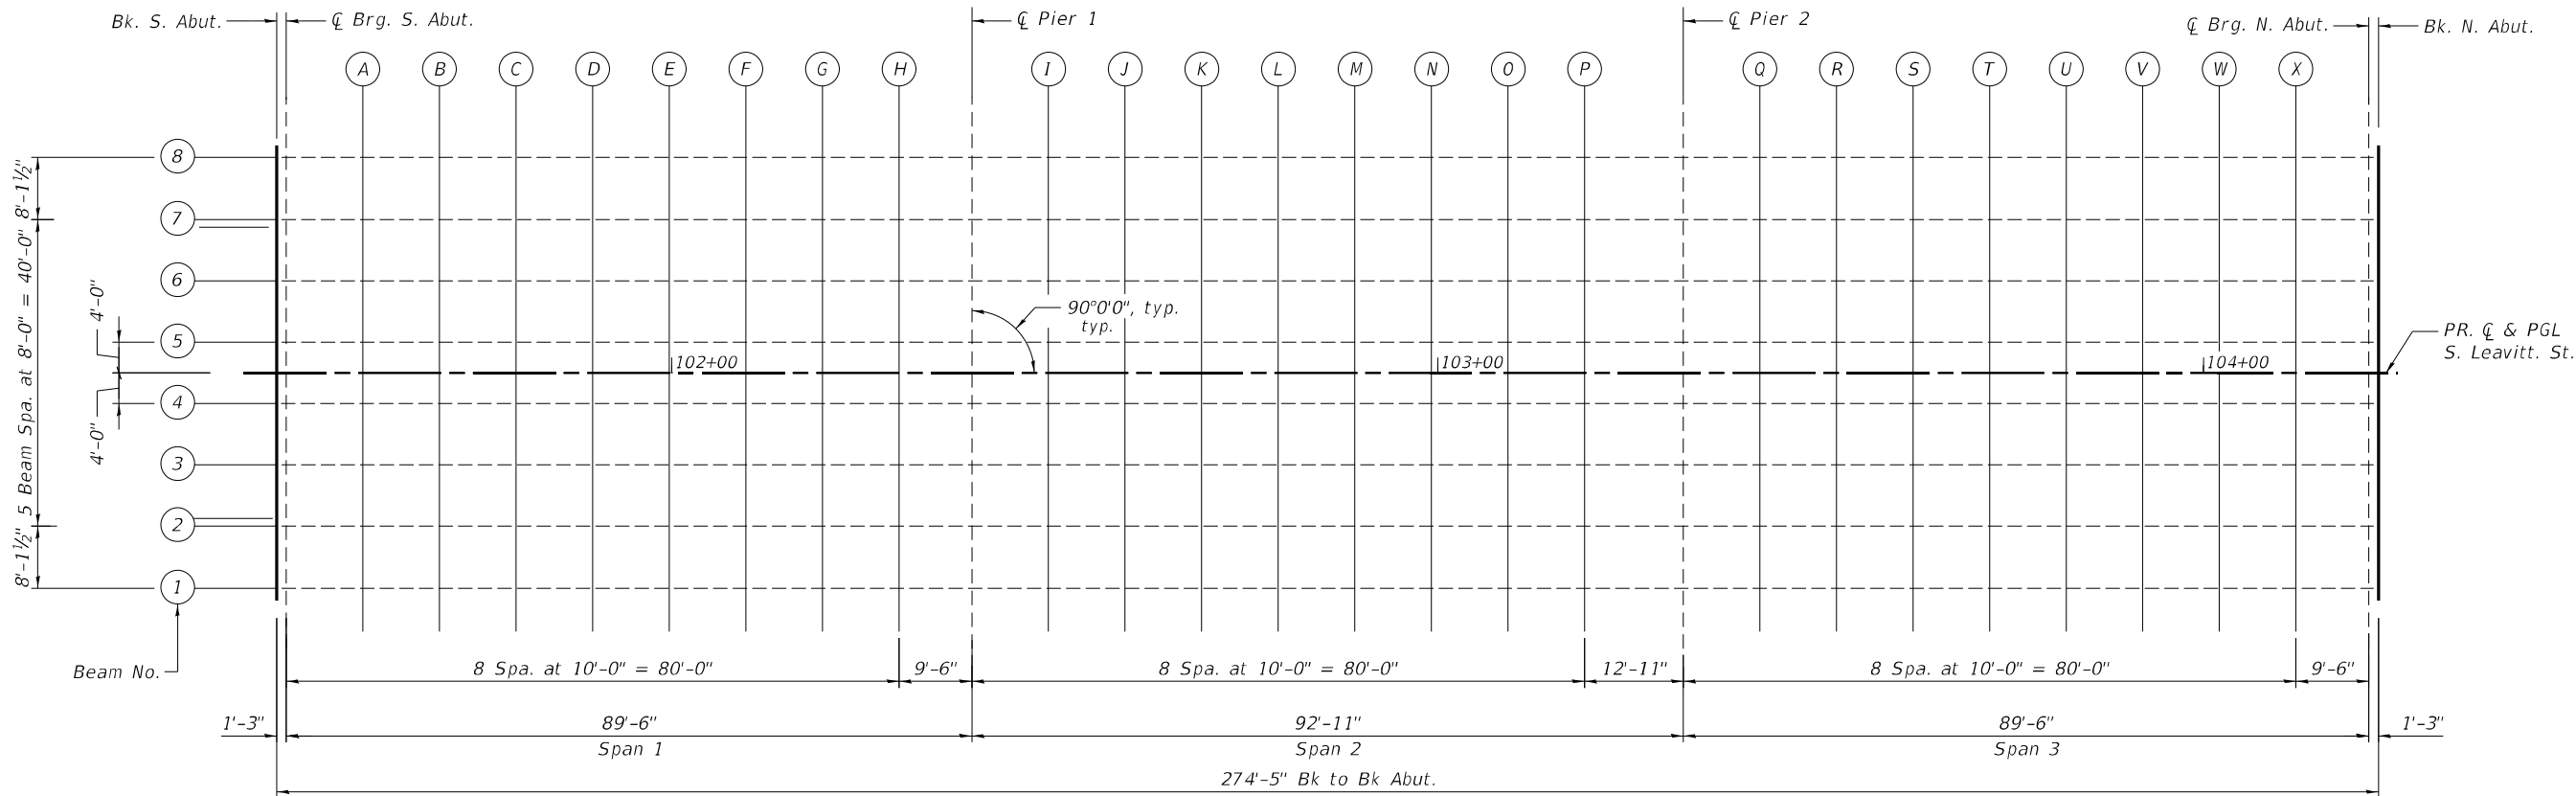 Bk. S. Abut.
℄ Brg. S. Abut.
℄ Pier 1
℄ Pier 2
℄ Brg. N. Abut.
Bk. N. Abut.
A B C D E F G H I J K L M N O P Q R S T U V W X
8
7
6
5
4
3
2
1
8'-1½"
5 Beam Spa. at 8'-0" = 40'-0"
8'-1½"
4'-0"
4'-0"
90°0'0", typ.
typ.
102+00
103+00
104+00
PR. ℄ & PGL
S. Leavitt. St.
Beam No.
8 Spa. at 10'-0" = 80'-0"
9'-6"
8 Spa. at 10'-0" = 80'-0"
12'-11"
8 Spa. at 10'-0" = 80'-0"
9'-6"
1'-3"
89'-6"
92'-11"
89'-6"
1'-3"
Span 1
Span 2
Span 3
274'-5" Bk to Bk Abut.